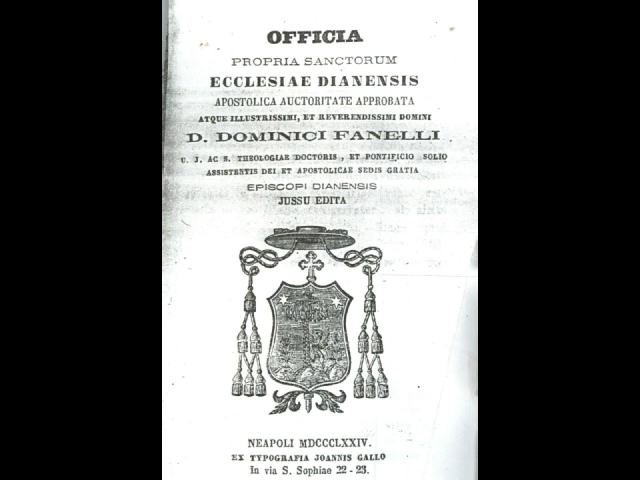 OFFICIA
PROPRIA SANCTORUM
ECCLESIAE DIANENSIS
APOSTOLICA AUCTORITATE APPROBATA
ATQUE ILLUSTRISSIMI, ET REVERENDISSIMI DOMINI
D. DOMINICI FANELLI
U. J. AC S. THEOLOGIAE DOCTORIS, ET PONTIFICIO SOLIO
ASSISTENTIS DEI ET APOSTOLICAE SEDIS GRATIA
EPISCOPI DIANENSIS
JUSSU EDITA
NEAPOLI MDCCCLXXIV.
EX TYPOGRAFIA JOANNIS GALLO
In via S. Sophiae 22 - 23.